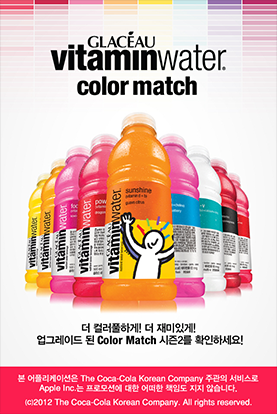 GLACÉAU
vitaminwater®
color match
sunshine
vitaminwater
더 컬러풀하게! 더 재미있게!
업그레이드 된 Color Match 시즌2를 확인하세요!
본 어플리케이션은 The Coca-Cola Korean Company 주관의 서비스로
Apple Inc.는 프로모션에 대한 어떠한 책임도 지지 않습니다.
(c)2012 The Coca-Cola Korean Company. All rights reserved.